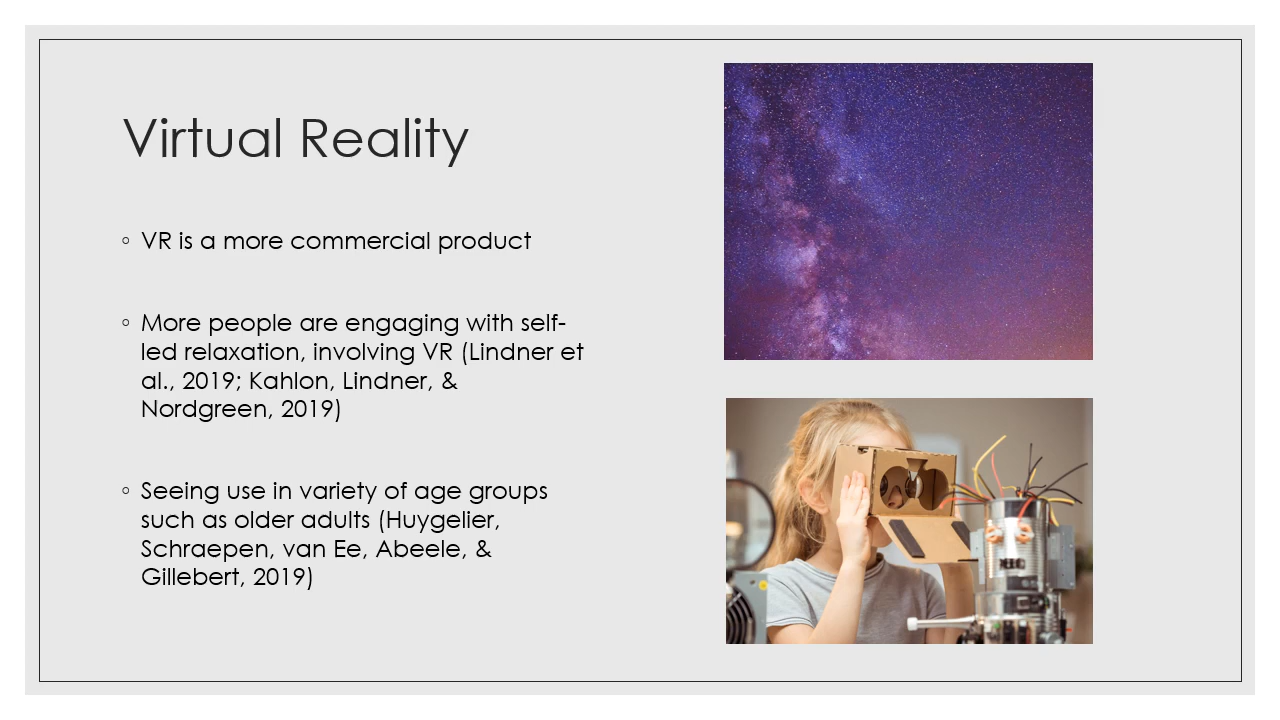 Virtual Reality
◦ VR is a more commercial product
◦ More people are engaging with self-
led relaxation, involving VR (Lindner et
al., 2019; Kahlon, Lindner, &
Nordgreen, 2019)
◦ Seeing use in variety of age groups
such as older adults (Huygelier,
Schraepen, van Ee, Abeele, &
Gillebert, 2019)